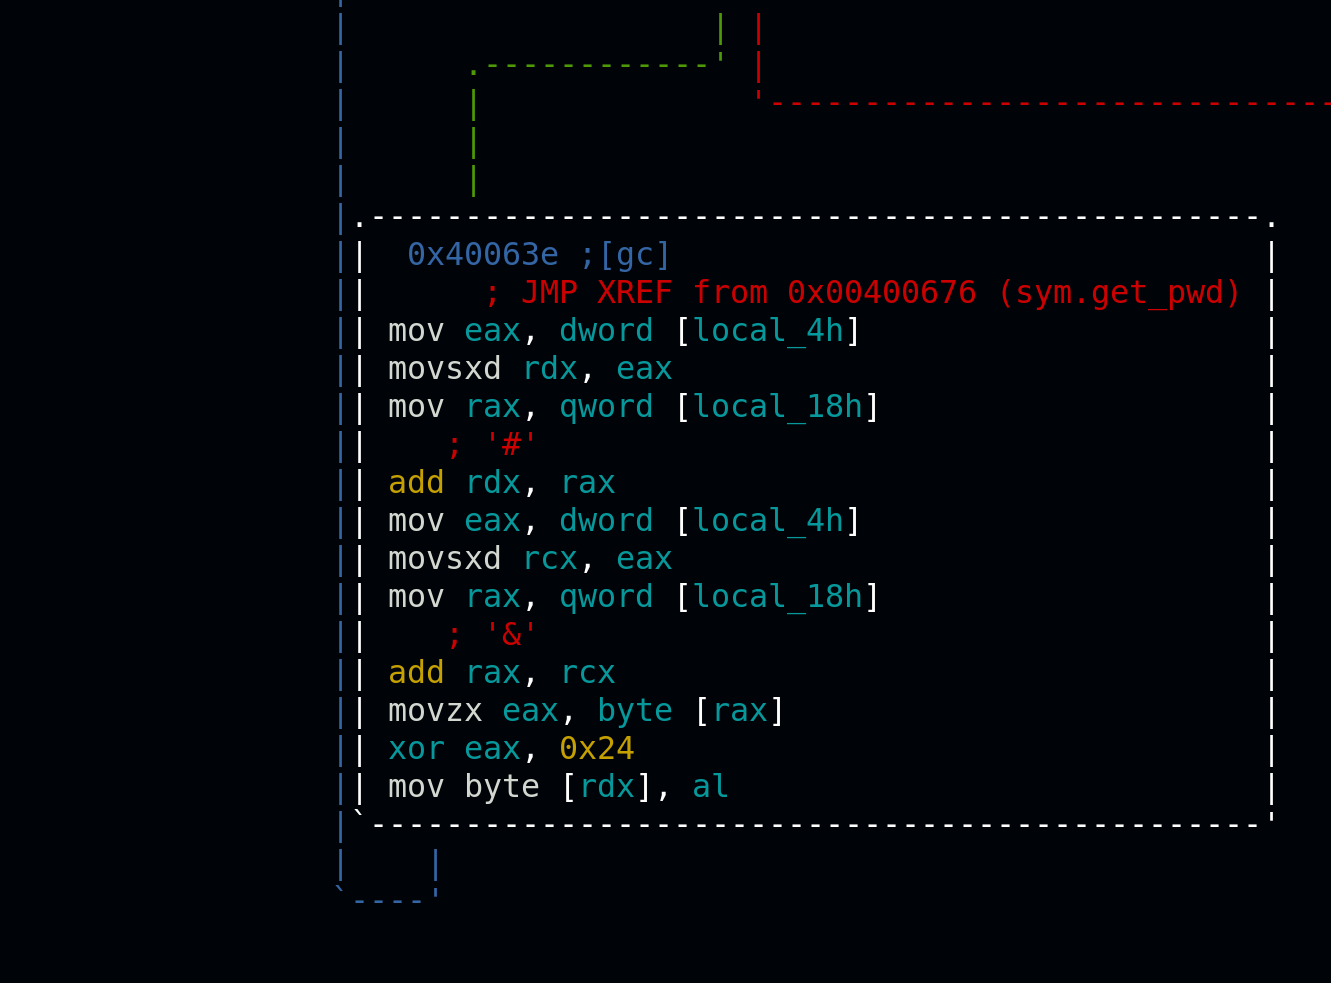 0x40063e ;[gc]
; JMP XREF from 0x00400676 (sym.get_pwd)
mov eax, dword [local_4h]
movsxd rdx, eax
mov rax, qword [local_18h]
; '#'
add rdx, rax
mov eax, dword [local_4h]
movsxd rcx, eax
mov rax, qword [local_18h]
; '&'
add rax, rcx
movzx eax, byte [rax]
xor eax, 0x24
mov byte [rdx], al